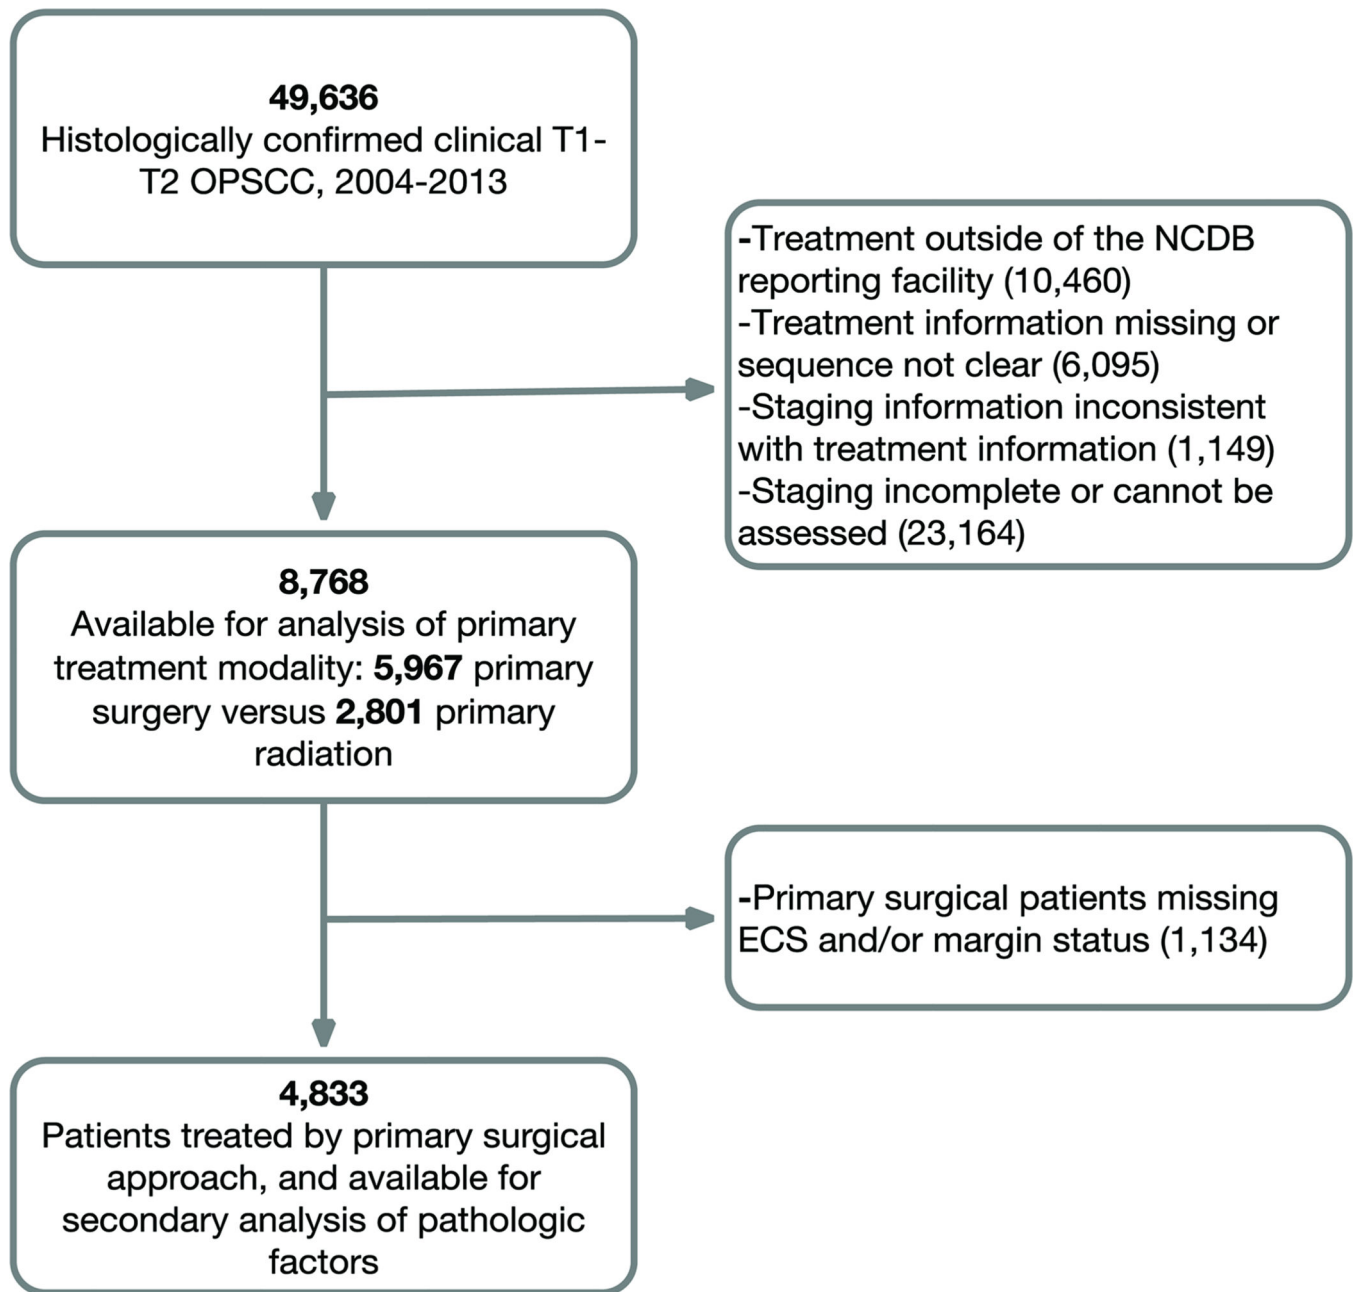 49,636
Histologically confirmed clinical T1-
T2 OPSCC, 2004-2013
-Treatment outside of the NCDB
reporting facility (10,460)
-Treatment information missing or
sequence not clear (6,095)
-Staging information inconsistent
with treatment information (1,149)
-Staging incomplete or cannot be
assessed (23,164)
8,768
Available for analysis of primary
treatment modality: 5,967 primary
surgery versus 2,801 primary
radiation
-Primary surgical patients missing
ECS and/or margin status (1,134)
4,833
Patients treated by primary surgical
approach, and available for
secondary analysis of pathologic
factors